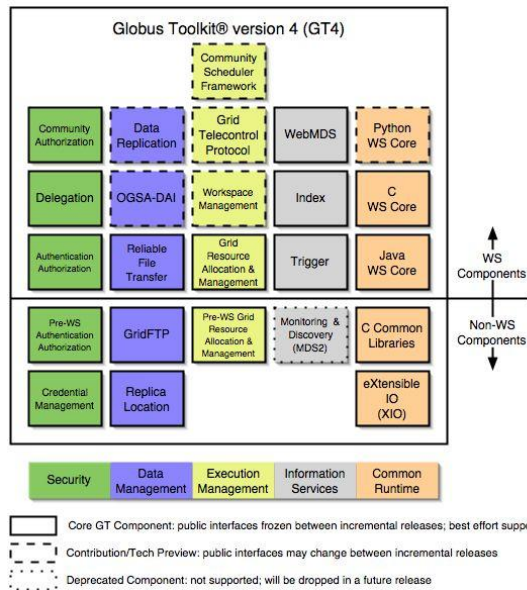 Globus Toolkit® version 4 (GT4)
Community
Scheduler
Framework
Community
Authorization
Data
Replication
Grid
Telecontrol
Protocol
WebMDS
Python
WS Core
Delegation
OGSA-DAI
Workspace
Management
Index
C
WS Core
Authentication
Authorization
Reliable
File
Transfer
Grid
Resource
Allocation &
Management
Trigger
Java
WS Core
WS
Components
Pre-WS
Authentication
Authorization
GridFTP
Pre-WS Grid
Resource
Allocation
& Management
Monitoring &
Discovery
(MDS2)
C Common
Libraries
Non-WS
Components
Credential
Management
Replica
Location
eXtensible
IO
(XIO)
Security
Data
Management
Execution
Management
Information
Services
Common
Runtime
Core GT Component: public interfaces frozen between incremental releases; best effort suppo
Contribution/Tech Preview: public interfaces may change between incremental releases
Deprecated Component: not supported; will be dropped in a future release